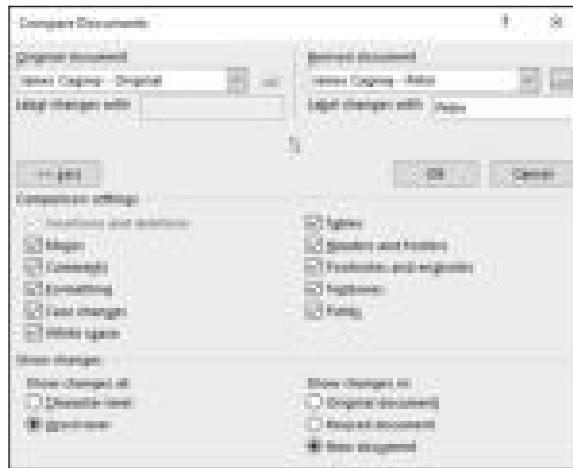 Compare Documents ? X
Original document
James Cagney - Original
Label changes with
Revised document
James Cagney - Peter
Label changes with Peter
<< Less
OK
Cancel
Comparison settings
Insertions and deletions
Moves
Comments
Formatting
Case changes
White space
Tables
Headers and footers
Footnotes and endnotes
Textboxes
Fields
Show changes
Show changes at:
Character level
Word level
Show changes in:
Original document
Revised document
New document